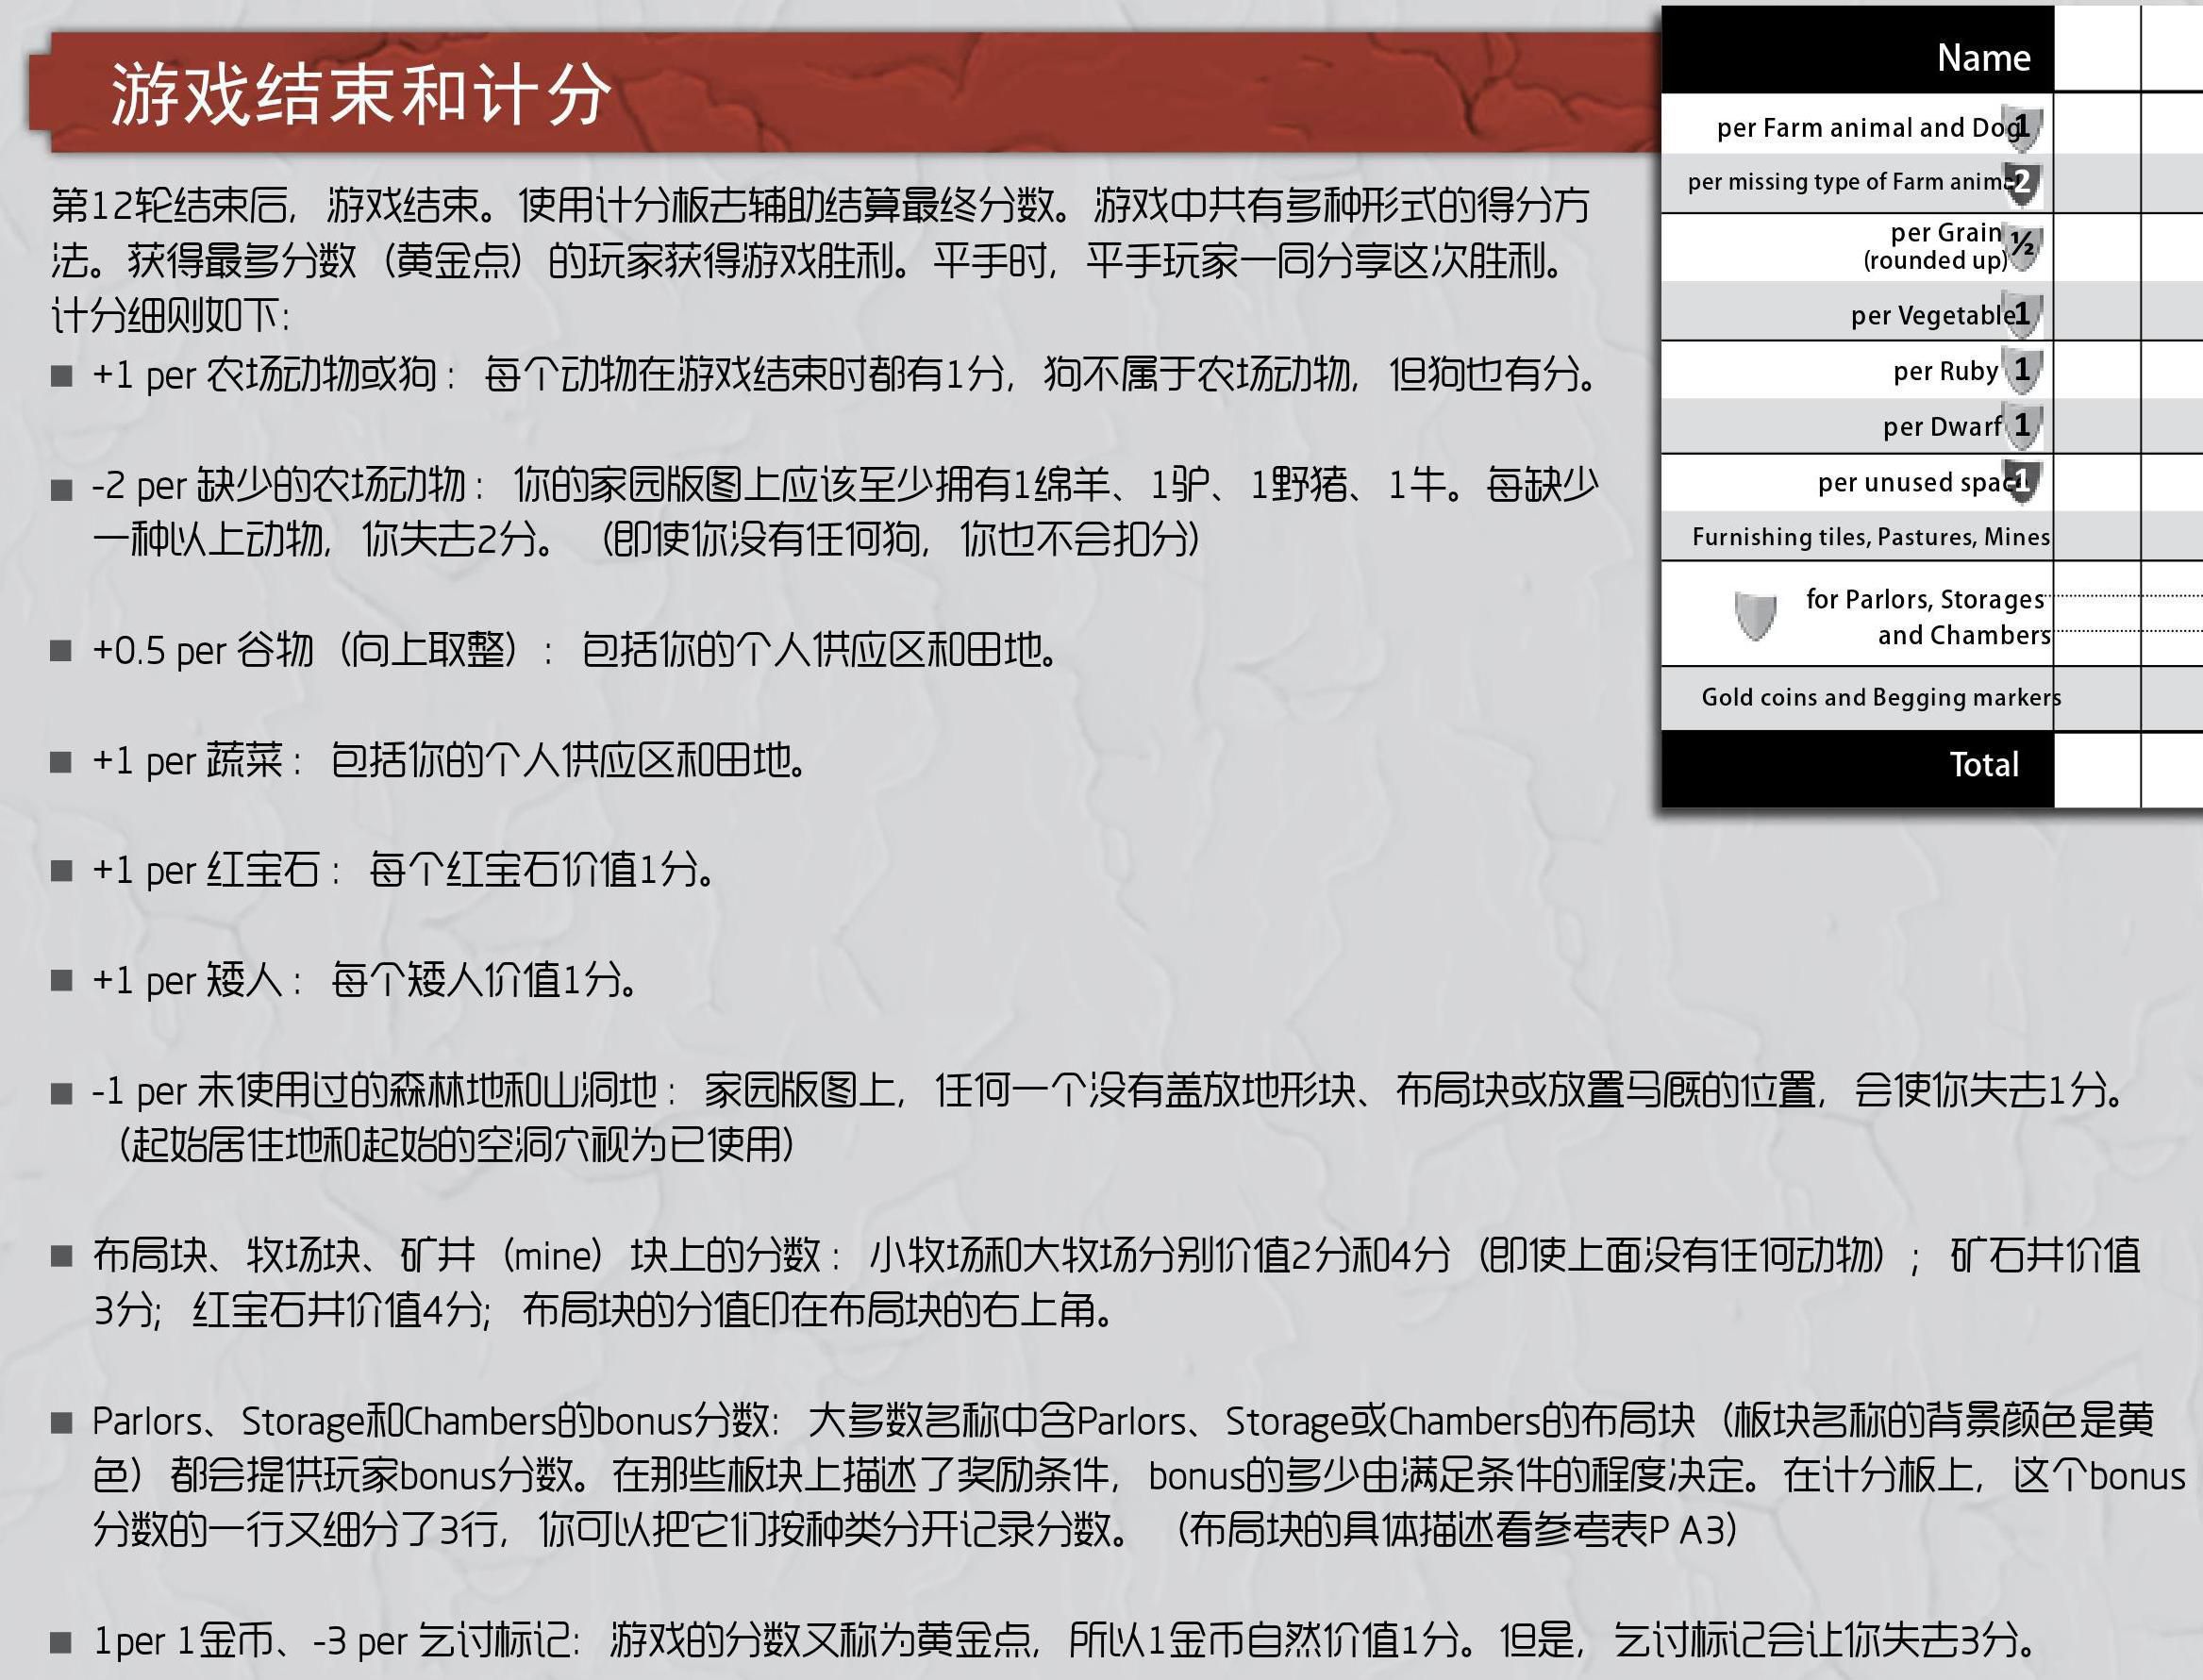 游戏结束和计分
第12轮结束后，游戏结束。使用计分板去辅助结算最终分数。游戏中共有多种形式的得分方
法。获得最多分数（黄金点）的玩家获得游戏胜利。平手时，平手玩家一同分享这次胜利。
计分细则如下：
■ +1 per 农场动物或狗：每个动物在游戏结束时都有1分，狗不属于农场动物，但狗也有分。
■ -2 per 缺少的农场动物：你的家园版图上应该至少拥有1绵羊、1驴、1野猪、1牛。每缺少
一种以上动物，你失去2分。（即使你没有任何狗，你也不会扣分）
■ +0.5 per 谷物（向上取整）：包括你的个人供应区和田地。
■ +1 per 蔬菜：包括你的个人供应区和田地。
■ +1 per 红宝石：每个红宝石价值1分。
■ +1 per 矮人：每个矮人价值1分。
■ -1 per 未使用过的森林地和山洞地：家园版图上，任何一个没有盖放地形块、布局块或放置马厩的位置，会使你失去1分。
（起始居住地和起始的空洞穴视为已使用）
■ 布局块、牧场块、矿井（mine）块上的分数：小牧场和大牧场分别价值2分和4分（即使上面没有任何动物）；矿石井价值
3分；红宝石井价值4分；布局块的分值印在布局块的右上角。
■ Parlors、Storage和Chambers的bonus分数：大多数名称中含Parlors、Storage或Chambers的布局块（板块名称的背景颜色是黄
色）都会提供玩家bonus分数。在那些板块上描述了奖励条件，bonus的多少由满足条件的程度决定。在计分板上，这个bonus
分数的一行又细分了3行，你可以把它们按种类分开记录分数。（布局块的具体描述看参考表P A3）
■ 1per 1金币、-3 per 乞讨标记：游戏的分数又称为黄金点，所以1金币自然价值1分。但是，乞讨标记会让你失去3分。
Name
per Farm animal and Dog 1
per missing type of Farm anim -2
per Grain ½
(rounded up)
per Vegetable 1
per Ruby 1
per Dwarf 1
per unused space 1
Furnishing tiles, Pastures, Mines
for Parlors, Storages
and Chambers
Gold coins and Begging markers
Total